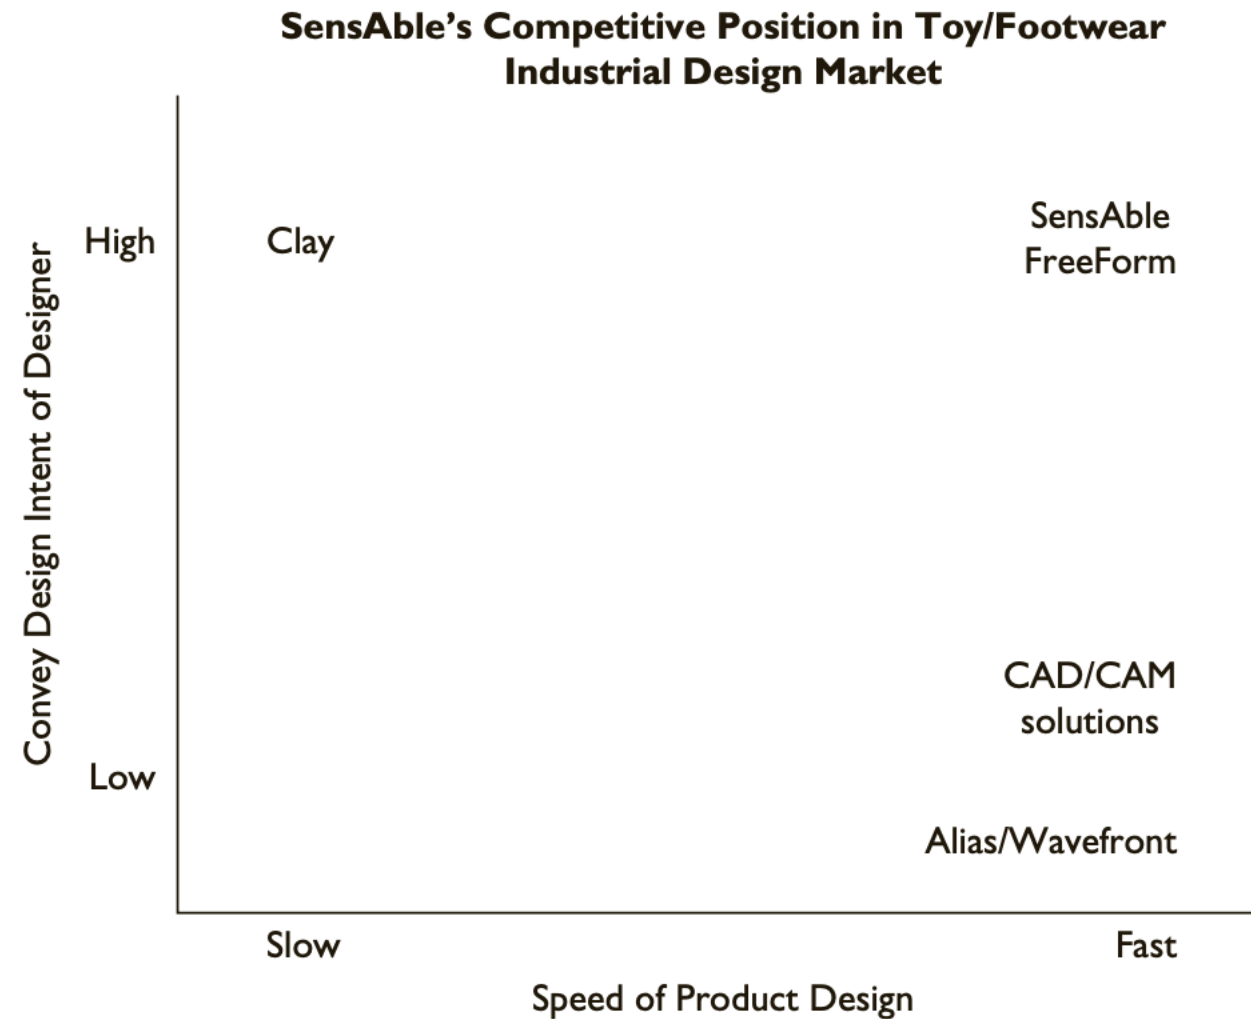 SensAble’s Competitive Position in Toy/Footwear
Industrial Design Market
Convey Design Intent of Designer
High
Clay
SensAble
FreeForm
CAD/CAM
solutions
Low
Alias/Wavefront
Slow
Fast
Speed of Product Design